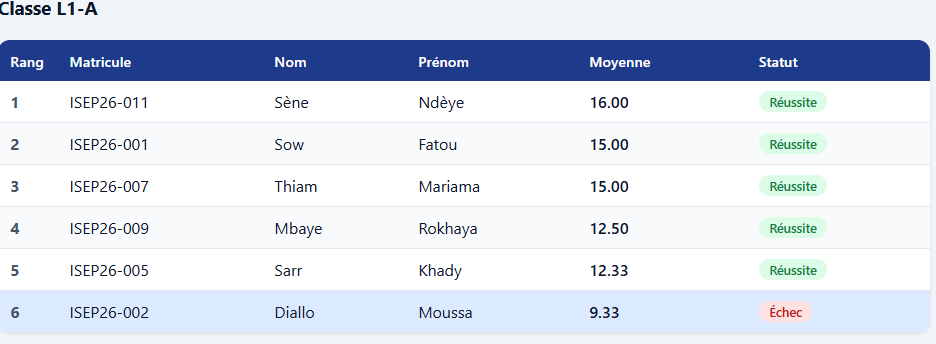 Classe L1-A
Rang Matricule Nom Prénom Moyenne Statut
1 ISEP26-011 Sène Ndèye 16.00 Réussite
2 ISEP26-001 Sow Fatou 15.00 Réussite
3 ISEP26-007 Thiam Mariama 15.00 Réussite
4 ISEP26-009 Mbaye Rokhaya 12.50 Réussite
5 ISEP26-005 Sarr Khady 12.33 Réussite
6 ISEP26-002 Diallo Moussa 9.33 Échec